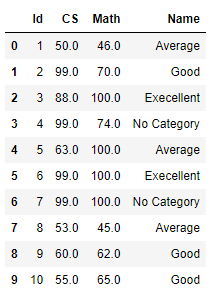 Id CS Math Name
0 1 50.0 46.0 Average
1 2 99.0 70.0 Good
2 3 88.0 100.0 Execellent
3 4 99.0 74.0 No Category
4 5 63.0 100.0 Average
5 6 99.0 100.0 Execellent
6 7 99.0 100.0 No Category
7 8 53.0 45.0 Average
8 9 60.0 62.0 Good
9 10 55.0 65.0 Good